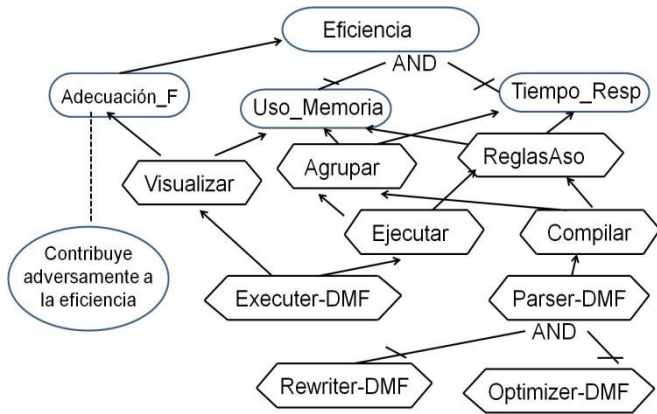 Eficiencia
AND
Adecuación_F
Uso_Memoria
Tiempo_Resp
Visualizar
Agrupar
ReglasAso
Ejecutar
Compilar
Contribuye
adversamente a
la eficiencia
Executer-DMF
Parser-DMF
AND
Rewriter-DMF
Optimizer-DMF